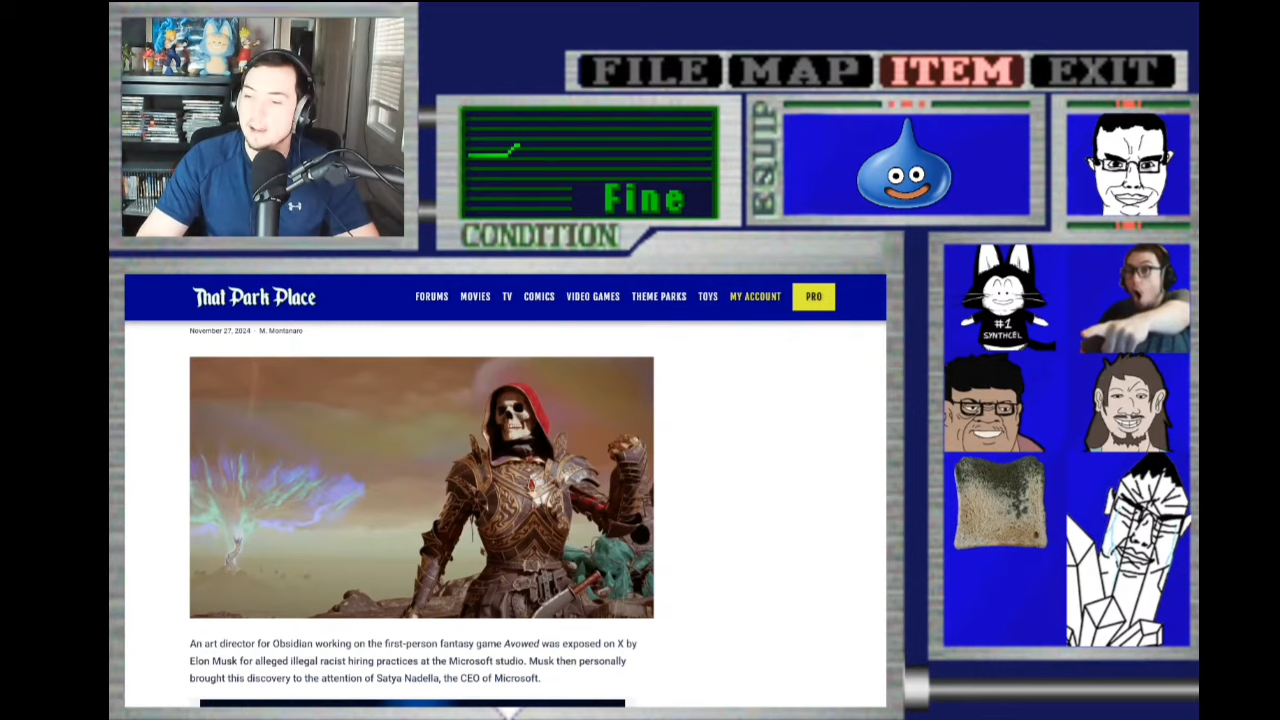 FILE MAP ITEM EXIT
EQUIP
Fine
CONDITION
#1
SYNTHCEL
That Park Place
FORUMS MOVIES TV COMICS VIDEO GAMES THEME PARKS TOYS MY ACCOUNT PRO
November 27, 2024 - M. Montanaro
An art director for Obsidian working on the first-person fantasy game Avowed was exposed on X by
Elon Musk for alleged illegal racist hiring practices at the Microsoft studio. Musk then personally
brought this discovery to the attention of Satya Nadella, the CEO of Microsoft.